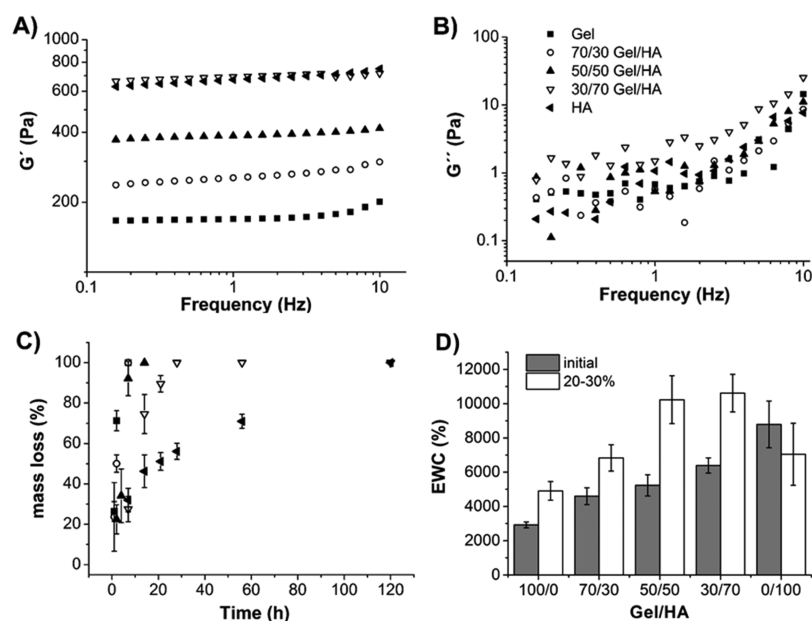 A)
1000
800
600
400
200
G´ (Pa)
0.1
1
10
Frequency (Hz)
B)
Gel
70/30 Gel/HA
50/50 Gel/HA
30/70 Gel/HA
HA
100
10
1
0.1
G´´ (Pa)
0.1
1
10
Frequency (Hz)
C)
100
80
60
40
20
0
mass loss (%)
0
20
40
60
80
100
120
Time (h)
D)
initial
20-30%
12000
10000
8000
6000
4000
2000
0
EWC (%)
100/0
70/30
50/50
30/70
0/100
Gel/HA